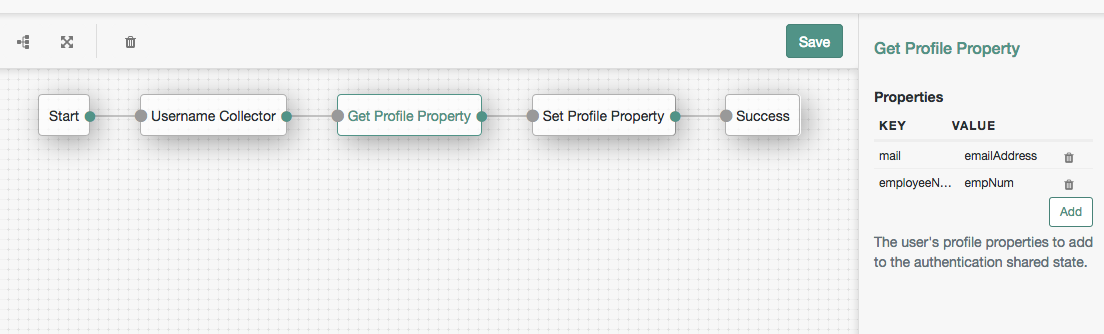 Save
Start
Username Collector
Get Profile Property
Set Profile Property
Success
Get Profile Property
Properties
KEY VALUE
mail emailAddress
employeeN... empNum
Add
The user's profile properties to add
to the authentication shared state.